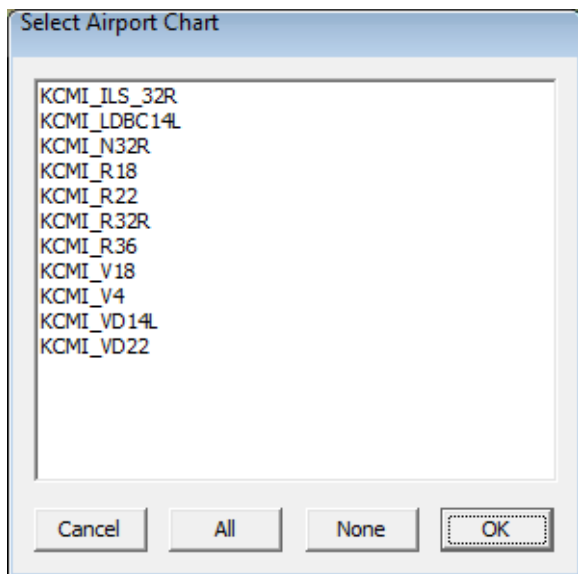 Select Airport Chart
KCMI_ILS_32R
KCMI_LDBC14L
KCMI_N32R
KCMI_R18
KCMI_R22
KCMI_R32R
KCMI_R36
KCMI_V18
KCMI_V4
KCMI_VD14L
KCMI_VD22
Cancel All None OK